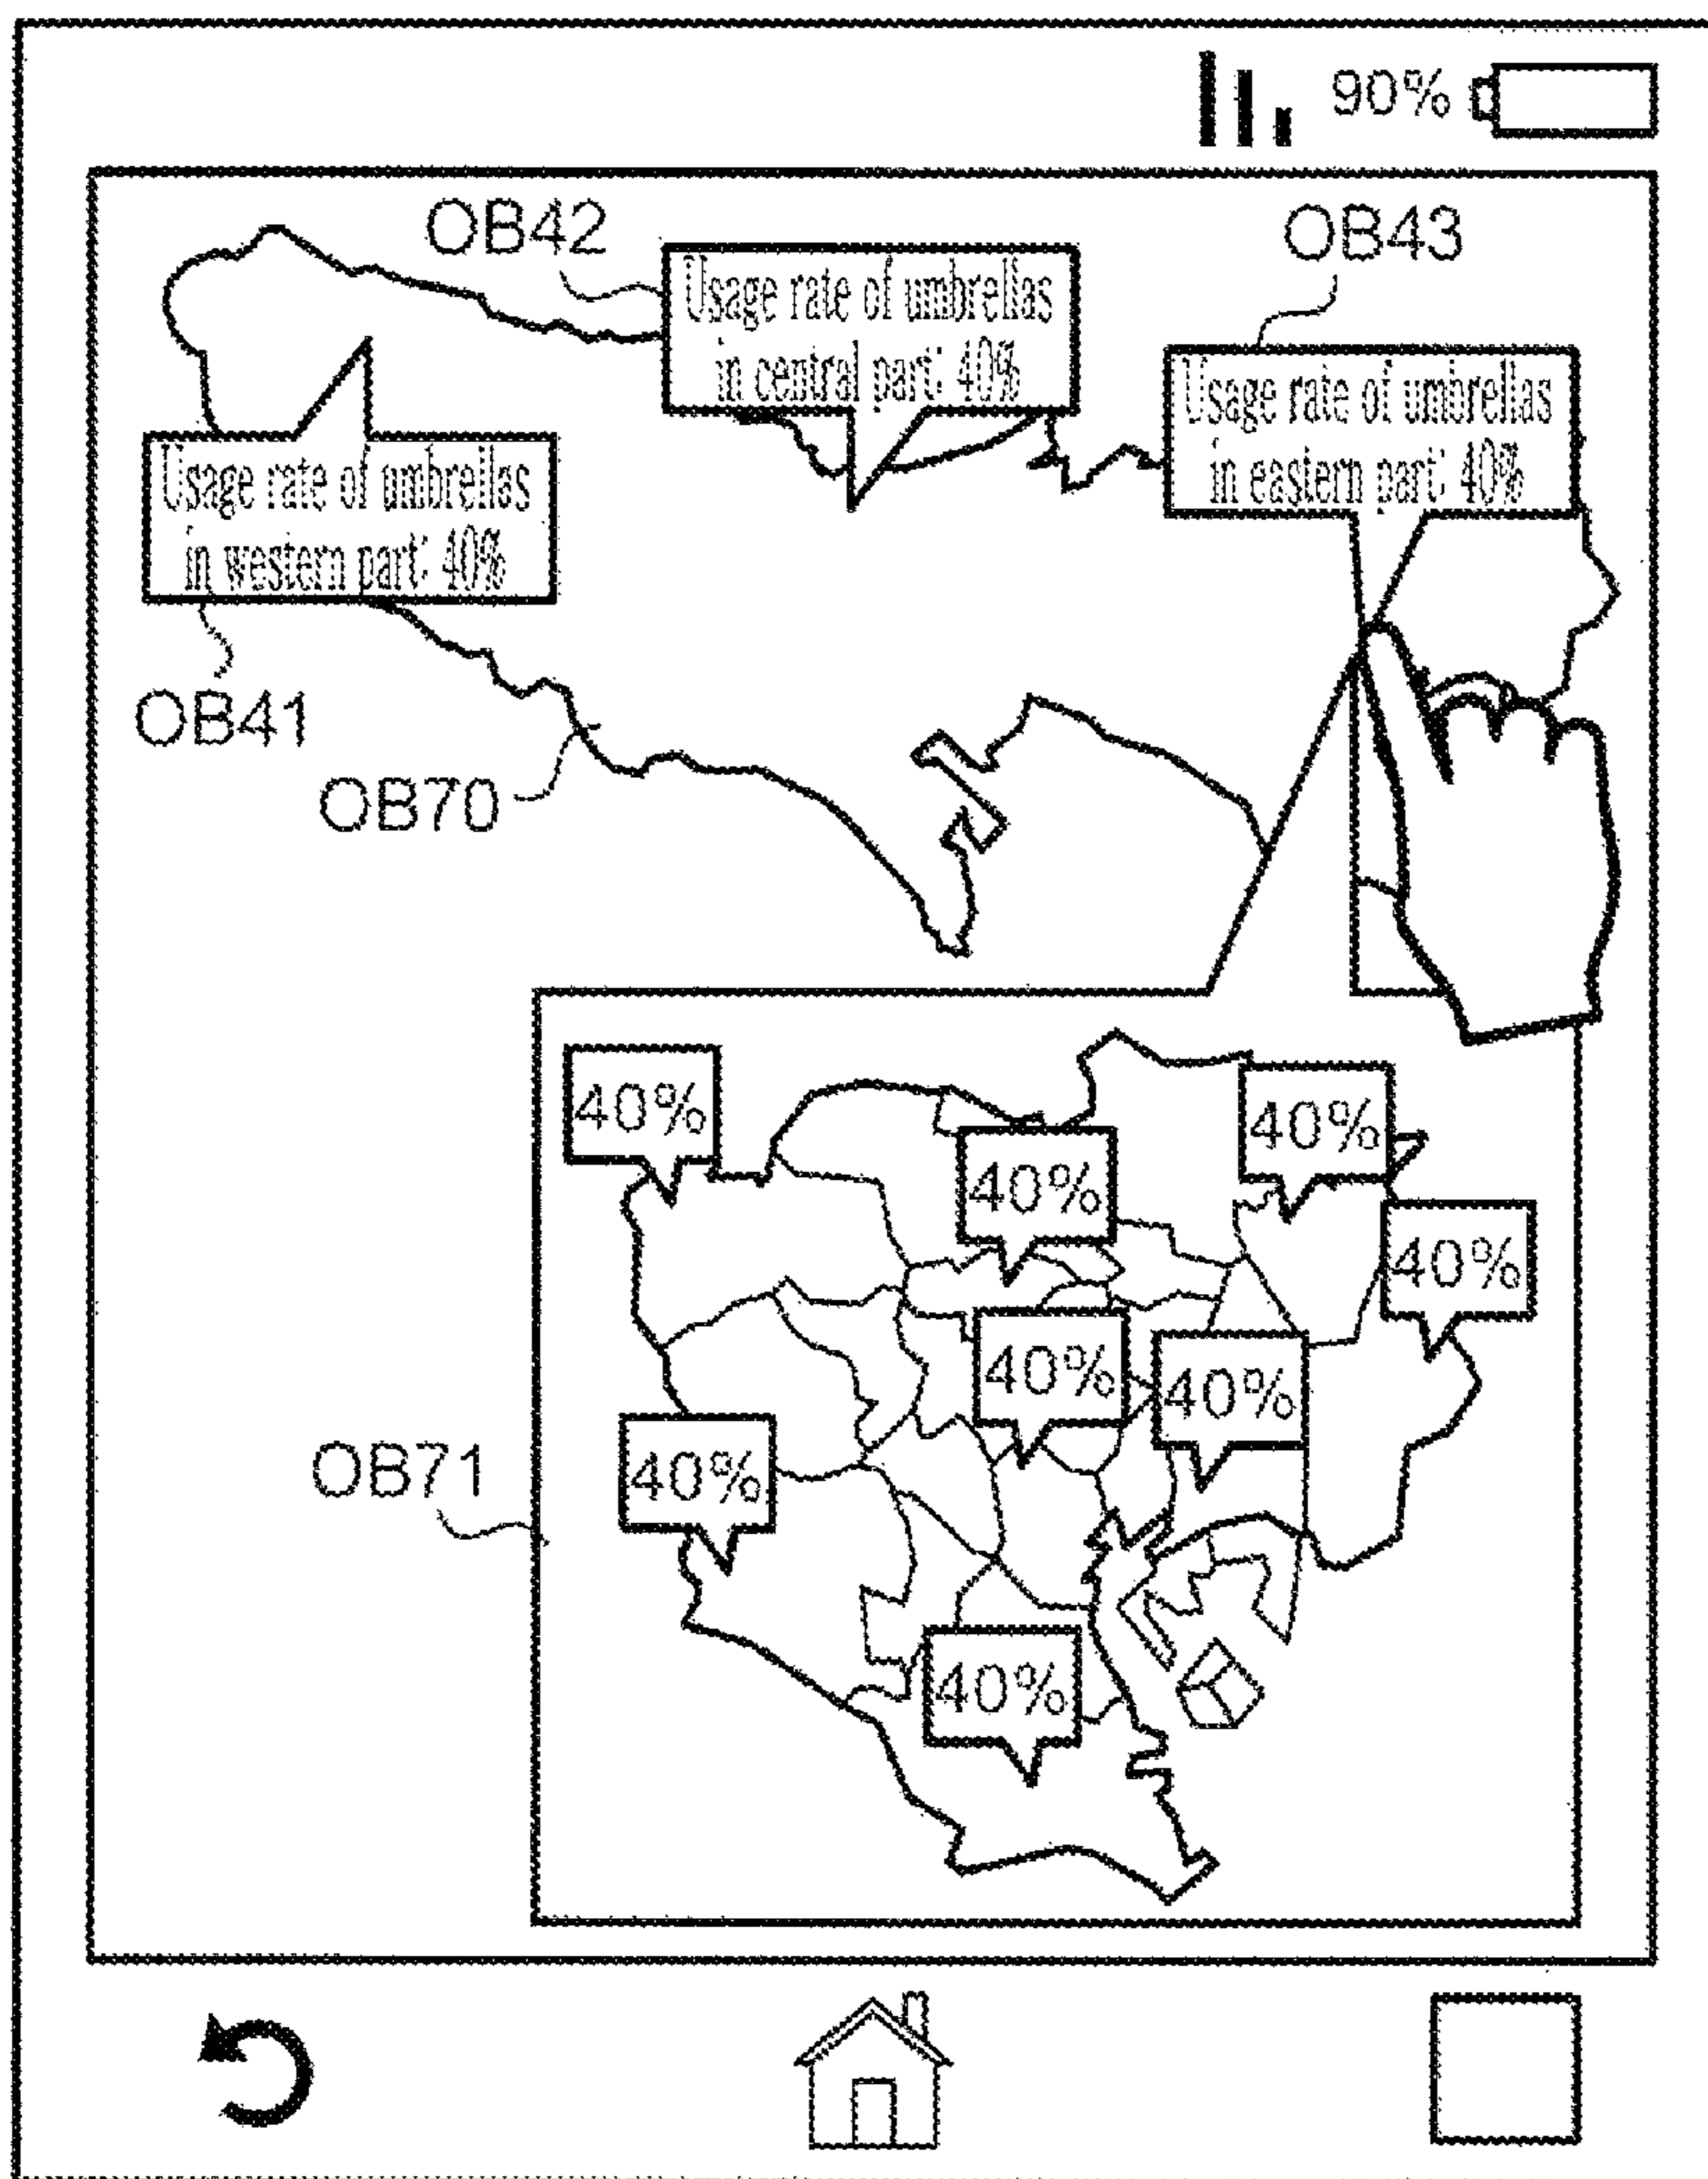 90%
OB42
OB43
Usage rate of umbrellas
in central part: 40%
Usage rate of umbrellas
in eastern part: 40%
Usage rate of umbrellas
in western part: 40%
OB41
OB70
40%
40%
40%
40%
40%
40%
40%
OB71
40%